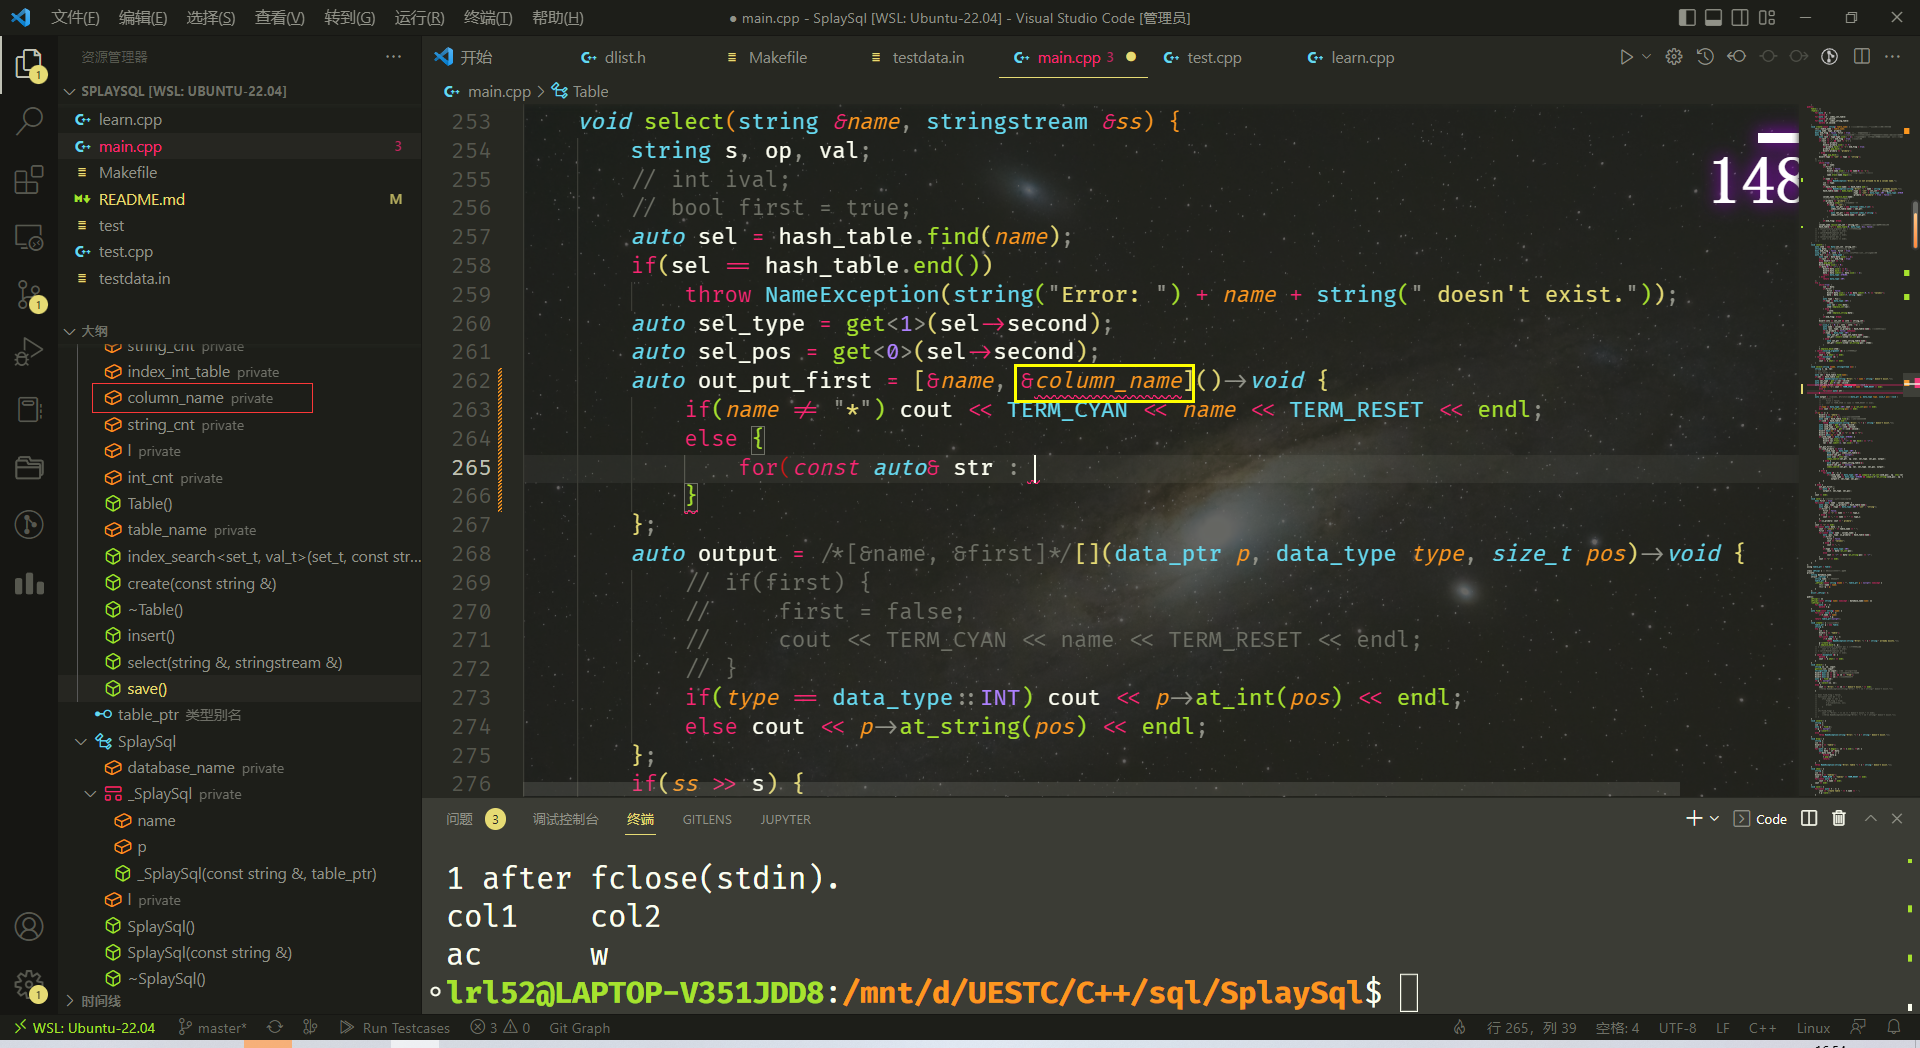 文件(F) 编辑(E) 选择(S) 查看(V) 转到(G) 运行(R) 终端(T) 帮助(H)
● main.cpp - SplaySql [WSL: Ubuntu-22.04] - Visual Studio Code [管理员]
资源管理器
SPLAYSQL [WSL: UBUNTU-22.04]
learn.cpp
main.cpp 3
Makefile
README.md M
test
test.cpp
testdata.in
大纲
string_cnt private
index_int_table private
column_name private
string_cnt private
l private
int_cnt private
Table()
table_name private
index_search<set_t, val_t>(set_t, const str...
create(const string &)
~Table()
insert()
select(string &, stringstream &)
save()
table_ptr 类型别名
SplaySql
database_name private
_SplaySql private
name
p
_SplaySql(const string &, table_ptr)
l private
SplaySql()
SplaySql(const string &)
~SplaySql()
时间线
开始 dlist.h Makefile testdata.in main.cpp 3 test.cpp learn.cpp
main.cpp > Table
253 void select(string &name, stringstream &ss) {
254 string s, op, val;
255 // int ival;
256 // bool first = true;
257 auto sel = hash_table.find(name);
258 if(sel == hash_table.end())
259 throw NameException(string("Error: ") + name + string(" doesn't exist."));
260 auto sel_type = get<1>(sel->second);
261 auto sel_pos = get<0>(sel->second);
262 auto out_put_first = [&name, &column_name]()->void {
263 if(name != "*") cout << TERM_CYAN << name << TERM_RESET << endl;
264 else {
265 for(const auto& str :
266 }
267 };
268 auto output = /*[&name, &first]*/[](data_ptr p, data_type type, size_t pos)->void {
269 // if(first) {
270 // first = false;
271 // cout << TERM_CYAN << name << TERM_RESET << endl;
272 // }
273 if(type == data_type::INT) cout << p->at_int(pos) << endl;
274 else cout << p->at_string(pos) << endl;
275 };
276 if(ss >> s) {
148
问题 3 调试控制台 终端 GITLENS JUPYTER
Code
1 after fclose(stdin).
col1 col2
ac w
lrl52@LAPTOP-V351JDD8:/mnt/d/UESTC/C++/sql/SplaySql$
WSL: Ubuntu-22.04 master* Run Testcases 3 0 Git Graph
行 265，列 39 空格: 4 UTF-8 LF C++ Linux